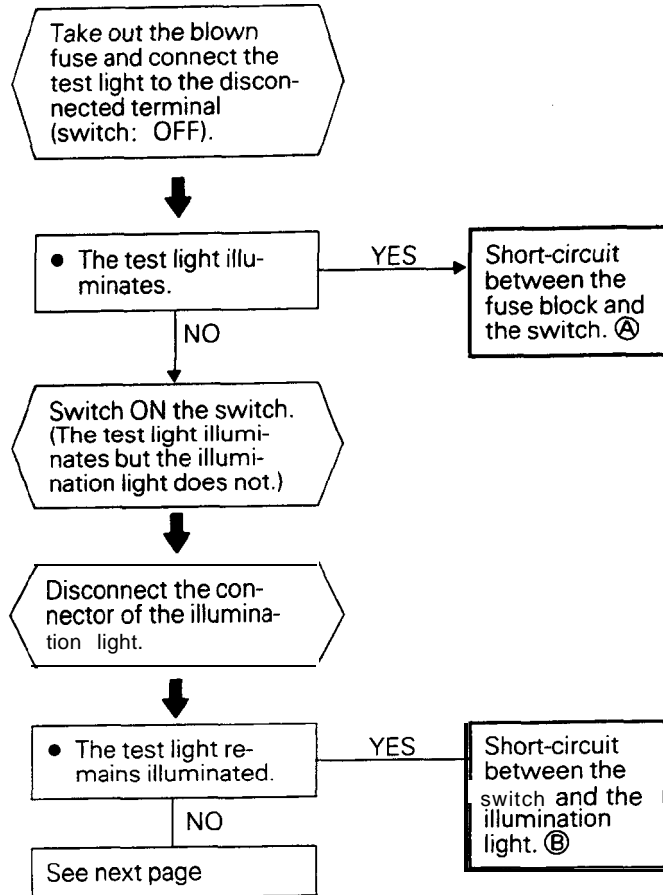 Take out the blown
fuse and connect the
test light to the discon-
nected terminal
(switch: OFF).
● The test light illu-
minates.
YES
Short-circuit
between the
fuse block and
the switch. Ⓐ
NO
Switch ON the switch.
(The test light illumi-
nates but the illumi-
nation light does not.)
Disconnect the con-
nector of the illumina-
tion light.
● The test light re-
mains illuminated.
YES
Short-circuit
between the
switch and the
illumination
light. Ⓑ
NO
See next page